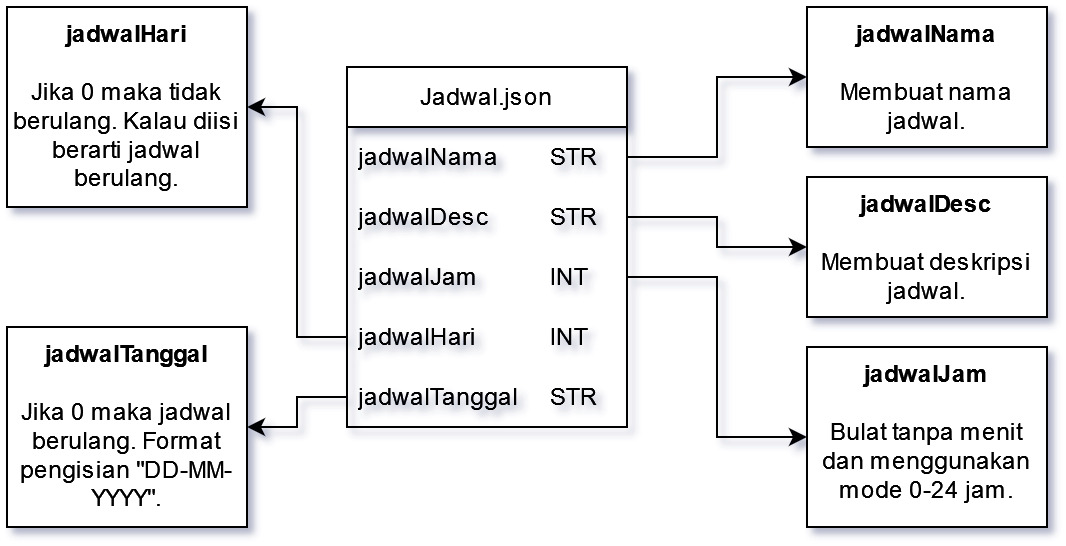 jadwalHari
Jika 0 maka tidak
berulang. Kalau diisi
berarti jadwal
berulang.
jadwalTanggal
Jika 0 maka jadwal
berulang. Format
pengisian "DD-MM-
YYYY".
Jadwal.json
jadwalNama STR
jadwalDesc STR
jadwalJam INT
jadwalHari INT
jadwalTanggal STR
jadwalNama
Membuat nama
jadwal.
jadwalDesc
Membuat deskripsi
jadwal.
jadwalJam
Bulat tanpa menit
dan menggunakan
mode 0-24 jam.